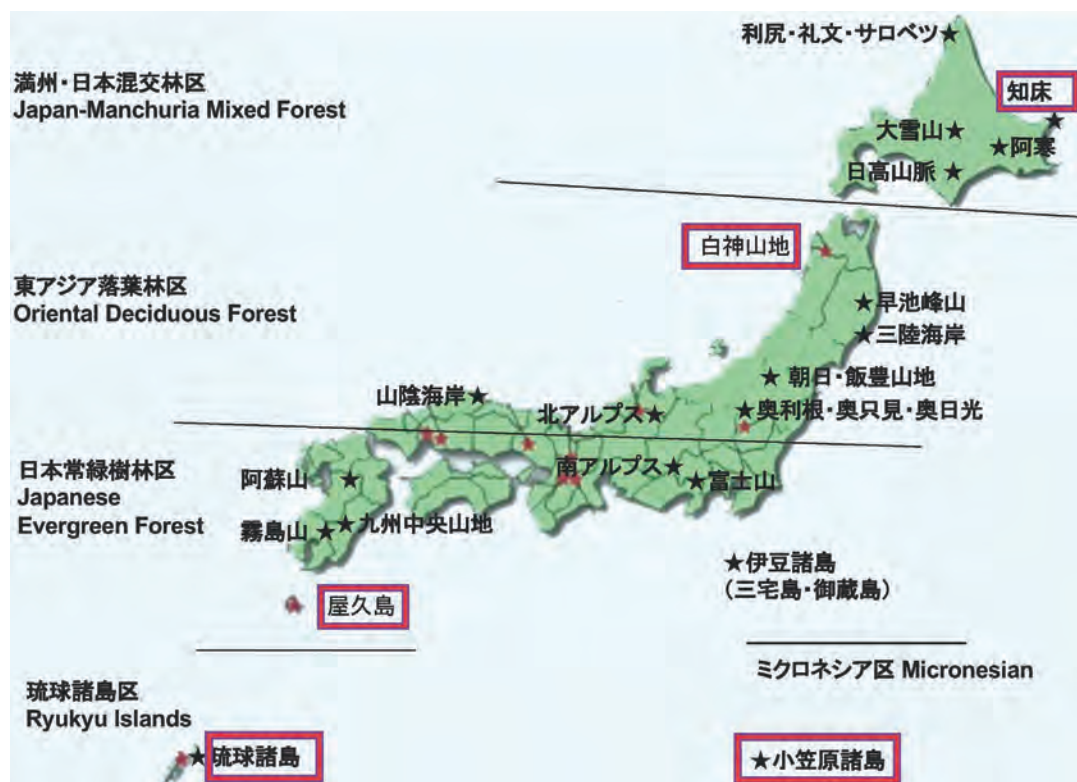 利尻・礼文・サロベツ★
満州・日本混交林区
Japan-Manchuria Mixed Forest
知床
★
大雪山★
★阿寒
日高山脈★
白神山地
東アジア落葉林区
Oriental Deciduous Forest
★早池峰山
★三陸海岸
★朝日・飯豊山地
山陰海岸★
北アルプス★
★奥利根・奥只見・奥日光
日本常緑樹林区
Japanese
Evergreen Forest
阿蘇山★
南アルプス★
★富士山
霧島山★
★九州中央山地
★伊豆諸島
（三宅島・御蔵島）
屋久島
ミクロネシア区 Micronesian
琉球諸島区
Ryukyu Islands
★琉球諸島
★小笠原諸島